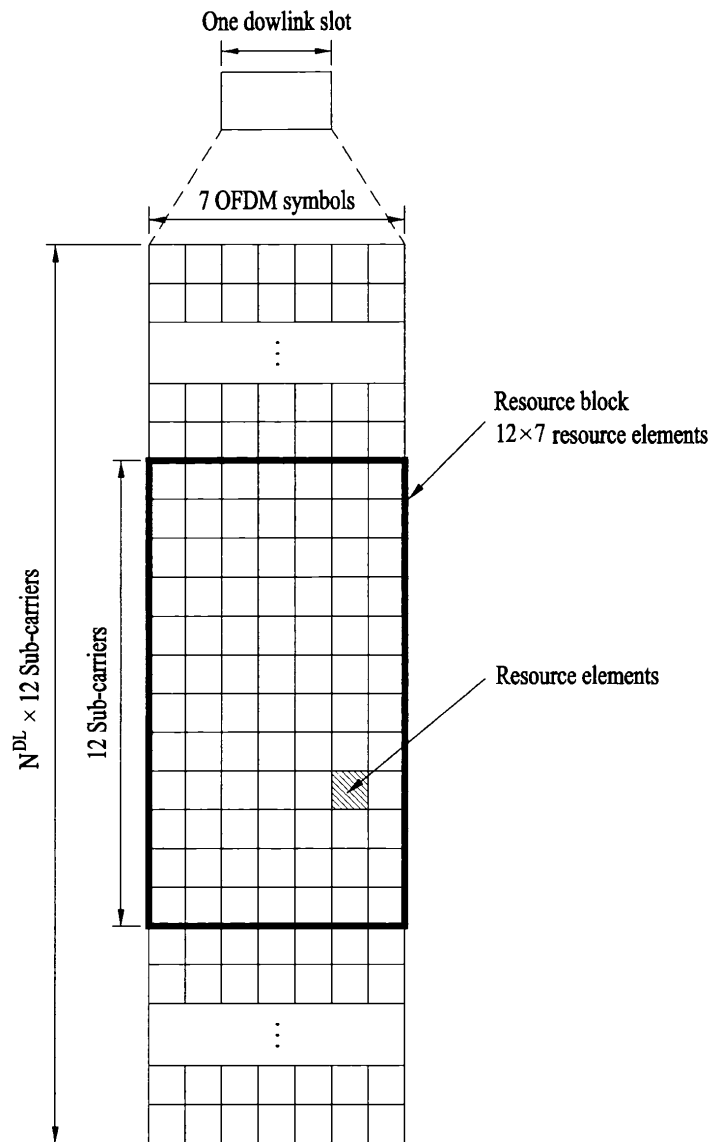 One dowlink slot
7 OFDM symbols
⋮
Resource block
12×7 resource elements
N^DL × 12 Sub-carriers
12 Sub-carriers
Resource elements
⋮